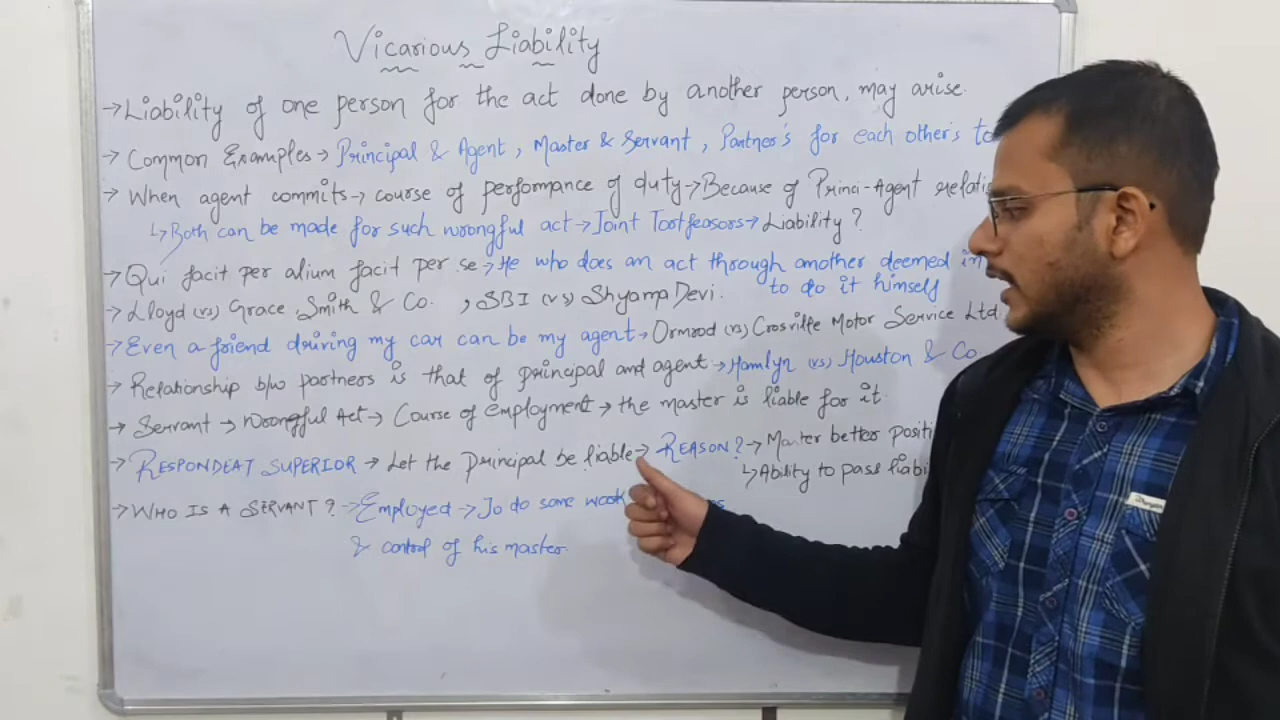 Vicarious Liability
→ Liability of one person for the act done by another person, may arise.
→ Common Examples → Principal & Agent, Master & Servant, Partner's for each other's to
→ When agent commits → course of performance of duty → Because of Princi-Agent relati
↳ Both can be made for such wrongful act → Joint Tortfeasors → Liability?
→ Qui facit per alium facit per se → He who does an act through another deemed in
to do it himself
→ Lloyd (vs) Grace, Smith & Co. , SBI (vs) Shyama Devi.
→ Even a friend driving my car can be my agent → Ormrod (vs) Crosville Motor Service Ltd.
→ Relationship b/w partners is that of principal and agent → Hamlyn (vs) Houston & Co.
→ Servant → Wrongful Act → Course of employment → the master is liable for it.
→ RESPONDEAT SUPERIOR → Let the principal be liable → REASON? → Master better positi
↳ Ability to pass liabi
→ WHO IS A SERVANT? → Employed → To do some work
& control of his master.